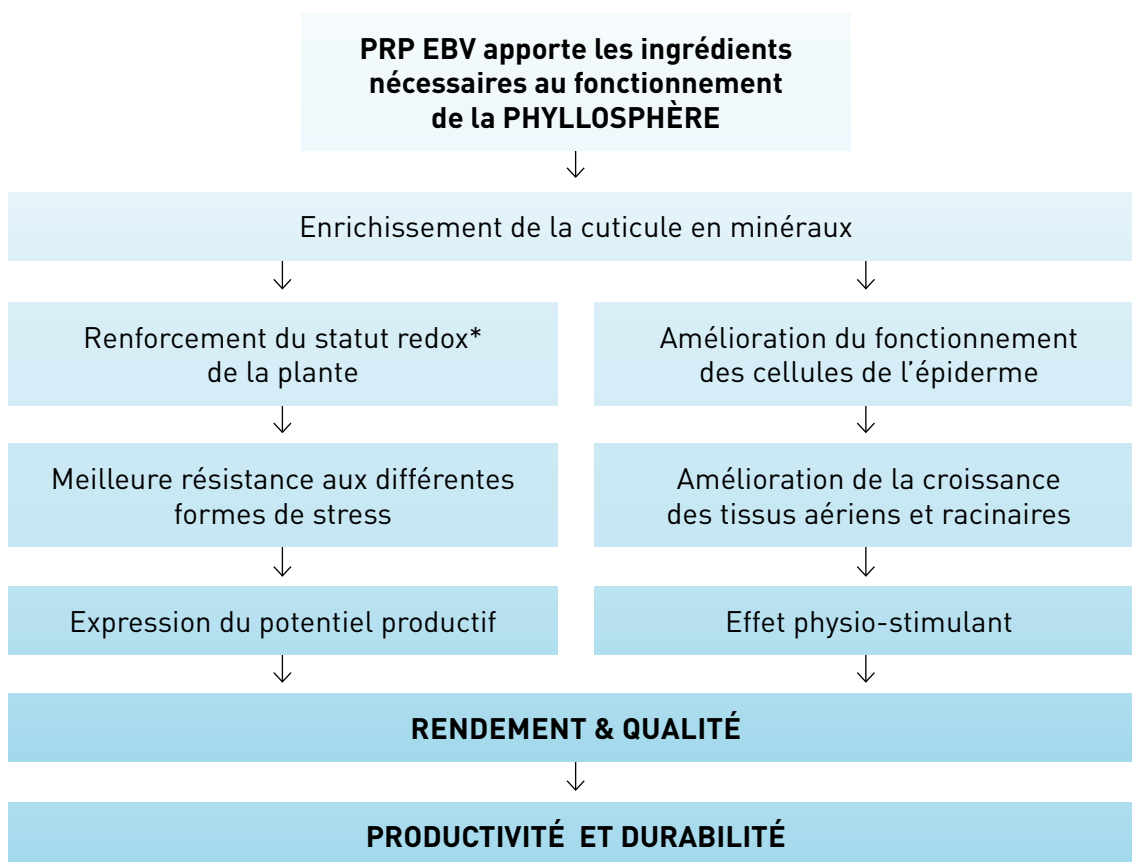 PRP EBV apporte les ingrédients
nécessaires au fonctionnement
de la PHYLLOSPHÈRE
Enrichissement de la cuticule en minéraux
Renforcement du statut redox*
de la plante
Amélioration du fonctionnement
des cellules de l’épiderme
Meilleure résistance aux différentes
formes de stress
Amélioration de la croissance
des tissus aériens et racinaires
Expression du potentiel productif
Effet physio-stimulant
RENDEMENT & QUALITÉ
PRODUCTIVITÉ ET DURABILITÉ